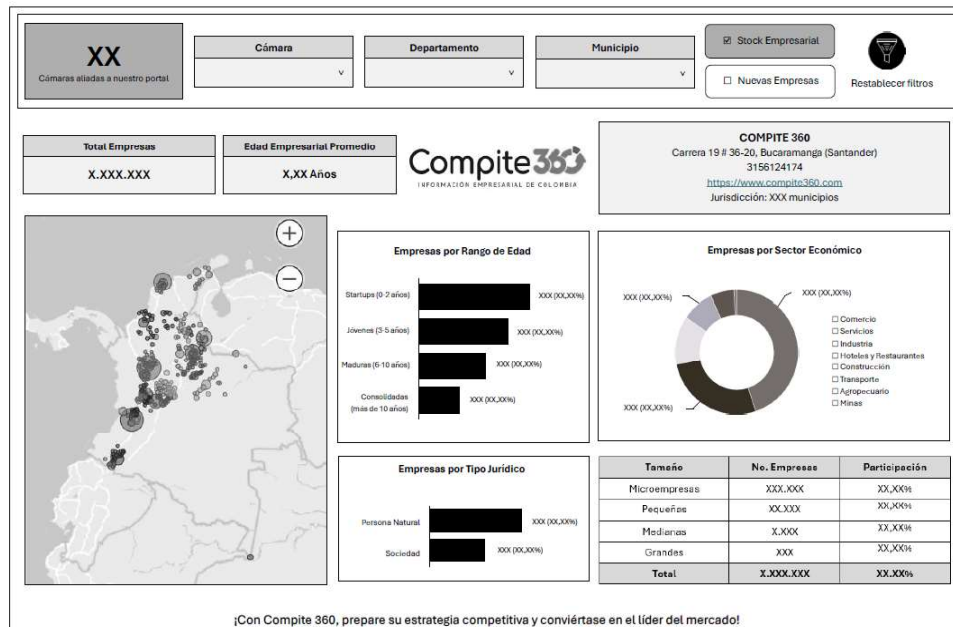 XX
Cámaras aliadas a nuestro portal
Cámara
Departamento
Municipio
☑ Stock Empresarial
☐ Nuevas Empresas
Restablecer filtros
Total Empresas
X.XXX.XXX
Edad Empresarial Promedio
X,XX Años
Compite360
INFORMACIÓN EMPRESARIAL DE COLOMBIA
COMPITE 360
Carrera 19 # 36-20, Bucaramanga (Santander)
3156124174
https://www.compite360.com
Jurisdicción: XXX municipios
Empresas por Rango de Edad
Startups (0-2 años)
XXX (XX,XX%)
Jóvenes (3-5 años)
XXX (XX,XX%)
Maduras (6-10 años)
XXX (XX,XX%)
Consolidadas
(más de 10 años)
XXX (XX,XX%)
Empresas por Sector Económico
XXX (XX,XX%)
XXX (XX,XX%)
XXX (XX,XX%)
☐ Comercio
☐ Servicios
☐ Industria
☐ Hoteles y Restaurantes
☐ Construcción
☐ Transporte
☐ Agropecuario
☐ Minas
Empresas por Tipo Jurídico
Persona Natural
XXX (XX,XX%)
Sociedad
XXX (XX,XX%)
Tamaño No. Empresas Participación
Microempresas XXX.XXX XX,XX%
Pequeñas XX.XXX XX,XX%
Medianas X.XXX XX,XX%
Grandes XXX XX,XX%
Total X.XXX.XXX XX.XX%
¡Con Compite 360, prepare su estrategia competitiva y conviértase en el líder del mercado!